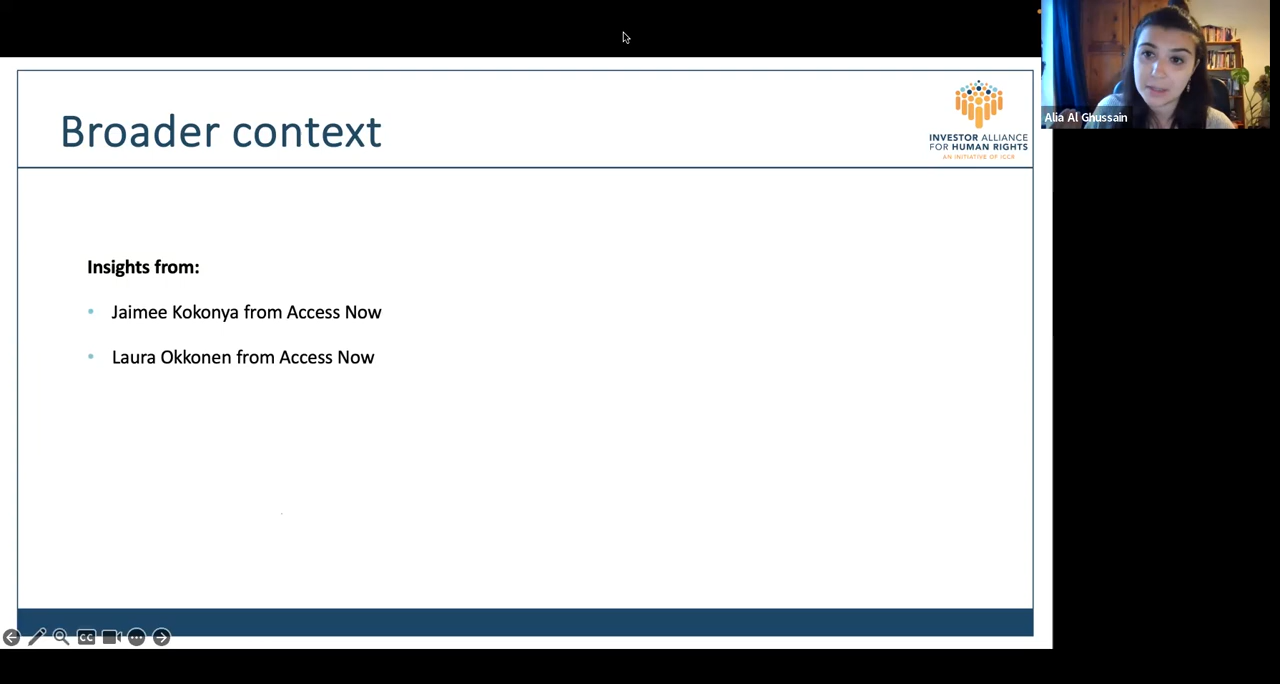 Broader context
INVESTOR ALLIANCE
FOR HUMAN RIGHTS
AN INITIATIVE OF ICCR
Alia Al Ghussain
Insights from:
• Jaimee Kokonya from Access Now
• Laura Okkonen from Access Now
CC